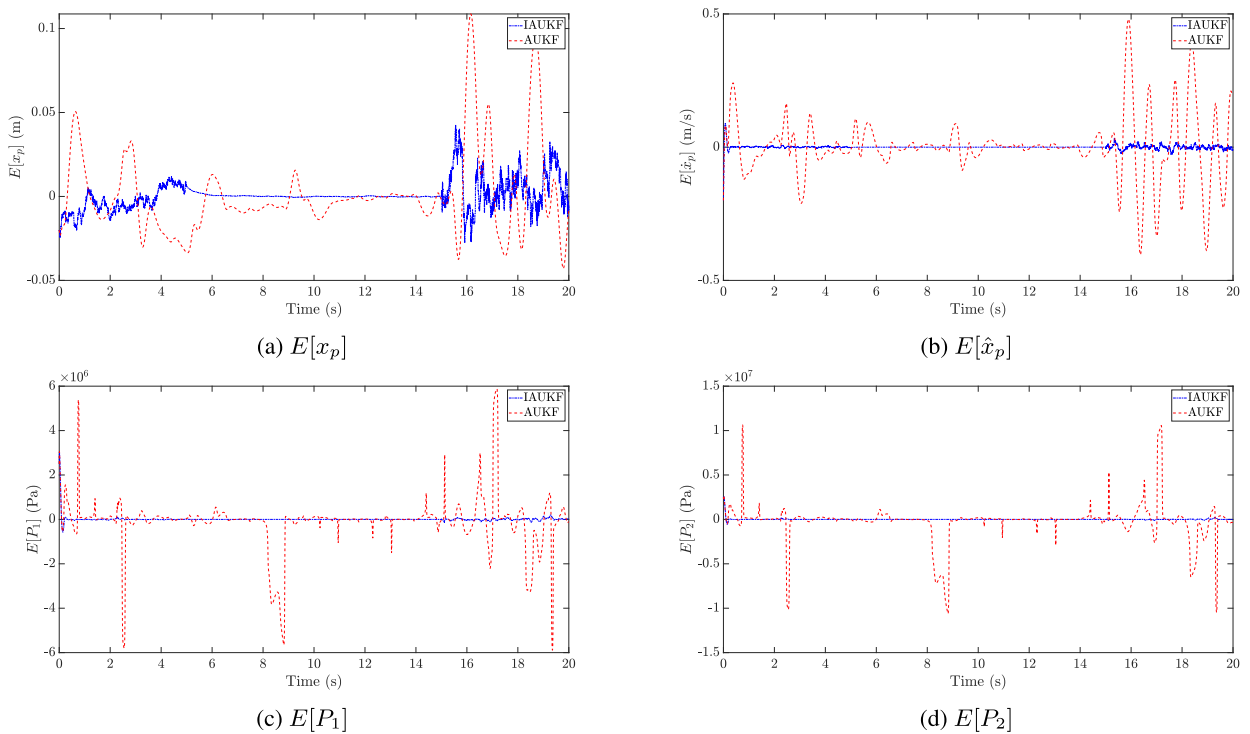 0.1
0.05
0
-0.05
E[x_p] (m)
IAUKF
AUKF
0 2 4 6 8 10 12 14 16 18 20
Time (s)
(a) E[x_p]
0.5
0
-0.5
E[x̂_p] (m/s)
IAUKF
AUKF
0 2 4 6 8 10 12 14 16 18 20
Time (s)
(b) E[x̂_p]
×10^6
6
4
2
0
-2
-4
-6
E[P_1] (Pa)
IAUKF
AUKF
0 2 4 6 8 10 12 14 16 18 20
Time (s)
(c) E[P_1]
×10^7
1.5
1
0.5
0
-0.5
-1
-1.5
E[P_2] (Pa)
IAUKF
AUKF
0 2 4 6 8 10 12 14 16 18 20
Time (s)
(d) E[P_2]